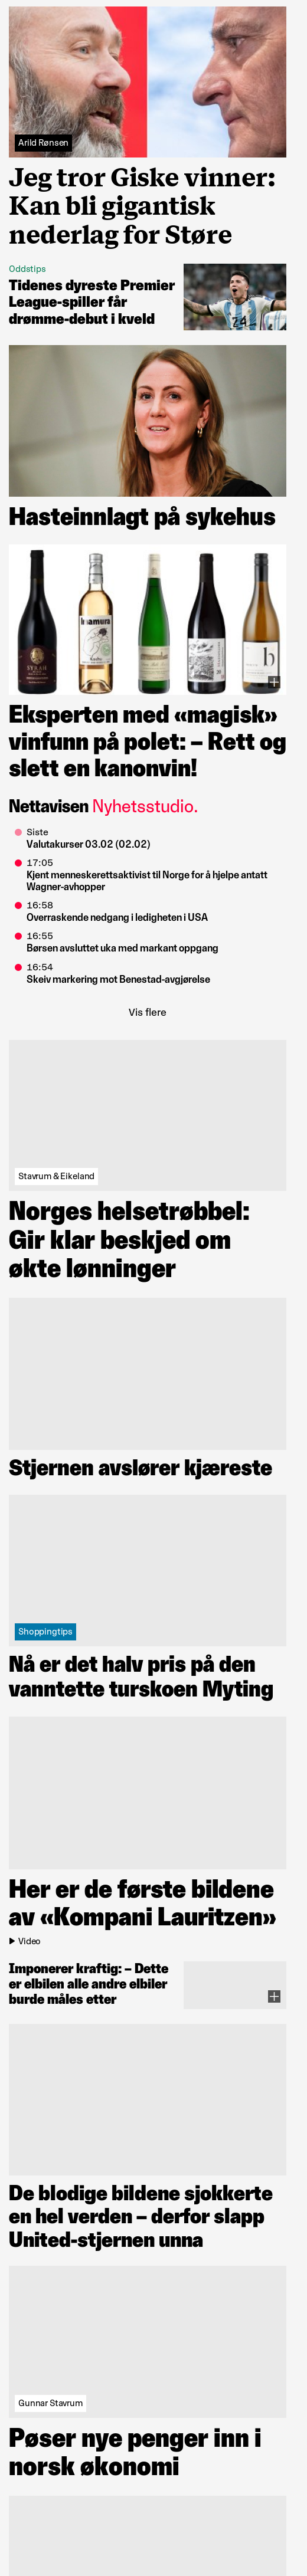 Arild Rønsen
Jeg tror Giske vinner:
Kan bli gigantisk
nederlag for Støre
Oddstips
Tidenes dyreste Premier
League-spiller får
drømme-debut i kveld
24
Hasteinnlagt på sykehus
Eksperten med «magisk»
vinfunn på polet: – Rett og
slett en kanonvin!
Nettavisen Nyhetsstudio.
Siste
Valutakurser 03.02 (02.02)
17:05
Kjent menneskerettsaktivist til Norge for å hjelpe antatt
Wagner-avhopper
16:58
Overraskende nedgang i ledigheten i USA
16:55
Børsen avsluttet uka med markant oppgang
16:54
Skeiv markering mot Benestad-avgjørelse
Vis flere
Stavrum & Eikeland
Norges helsetrøbbel:
Gir klar beskjed om
økte lønninger
Stjernen avslører kjæreste
Shoppingtips
Nå er det halv pris på den
vanntette turskoen Myting
Her er de første bildene
av «Kompani Lauritzen»
Video
Imponerer kraftig: – Dette
er elbilen alle andre elbiler
burde måles etter
De blodige bildene sjokkerte
en hel verden – derfor slapp
United-stjernen unna
Gunnar Stavrum
Pøser nye penger inn i
norsk økonomi